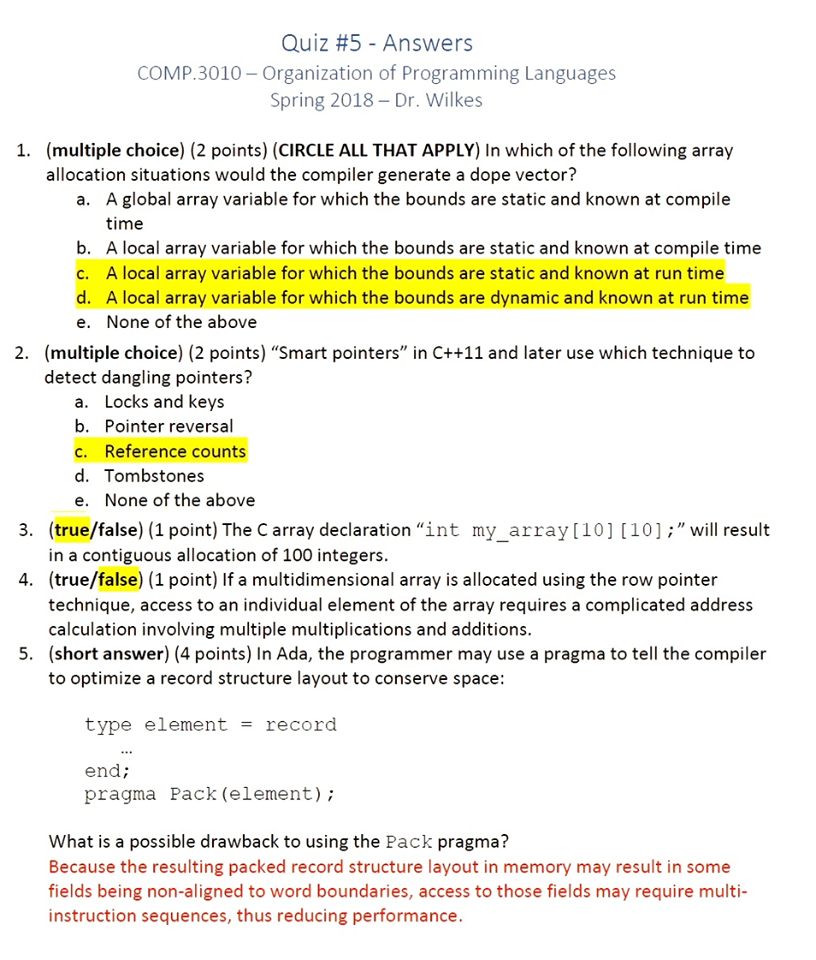 Quiz #5 - Answers
COMP.3010 – Organization of Programming Languages
Spring 2018 – Dr. Wilkes
1. (multiple choice) (2 points) (CIRCLE ALL THAT APPLY) In which of the following array
allocation situations would the compiler generate a dope vector?
a. A global array variable for which the bounds are static and known at compile
time
b. A local array variable for which the bounds are static and known at compile time
c. A local array variable for which the bounds are static and known at run time
d. A local array variable for which the bounds are dynamic and known at run time
e. None of the above
2. (multiple choice) (2 points) “Smart pointers” in C++11 and later use which technique to
detect dangling pointers?
a. Locks and keys
b. Pointer reversal
c. Reference counts
d. Tombstones
e. None of the above
3. (true/false) (1 point) The C array declaration “int my_array[10][10];” will result
in a contiguous allocation of 100 integers.
4. (true/false) (1 point) If a multidimensional array is allocated using the row pointer
technique, access to an individual element of the array requires a complicated address
calculation involving multiple multiplications and additions.
5. (short answer) (4 points) In Ada, the programmer may use a pragma to tell the compiler
to optimize a record structure layout to conserve space:
type element = record
…
end;
pragma Pack(element);
What is a possible drawback to using the Pack pragma?
Because the resulting packed record structure layout in memory may result in some
fields being non-aligned to word boundaries, access to those fields may require multi-
instruction sequences, thus reducing performance.